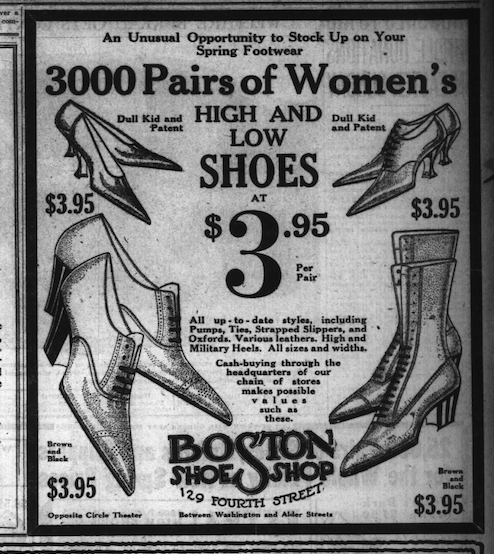 An Unusual Opportunity to Stock Up on Your
Spring Footwear
3000 Pairs of Women's
HIGH AND
LOW
SHOES
AT
$3.95
Per
Pair
Dull Kid and
Patent
$3.95
Dull Kid
and Patent
$3.95
All up-to-date styles, including
Pumps, Ties, Strapped Slippers, and
Oxfords. Various leathers. High and
Military Heels. All sizes and widths.
Cash-buying through the
headquarters of our
chain of stores
makes possible
values
such as
these.
Brown
and
Black
$3.95
Brown
and
Black
$3.95
BOSTON
SHOE SHOP
129 FOURTH STREET
Opposite Circle Theater
Between Washington and Alder Streets